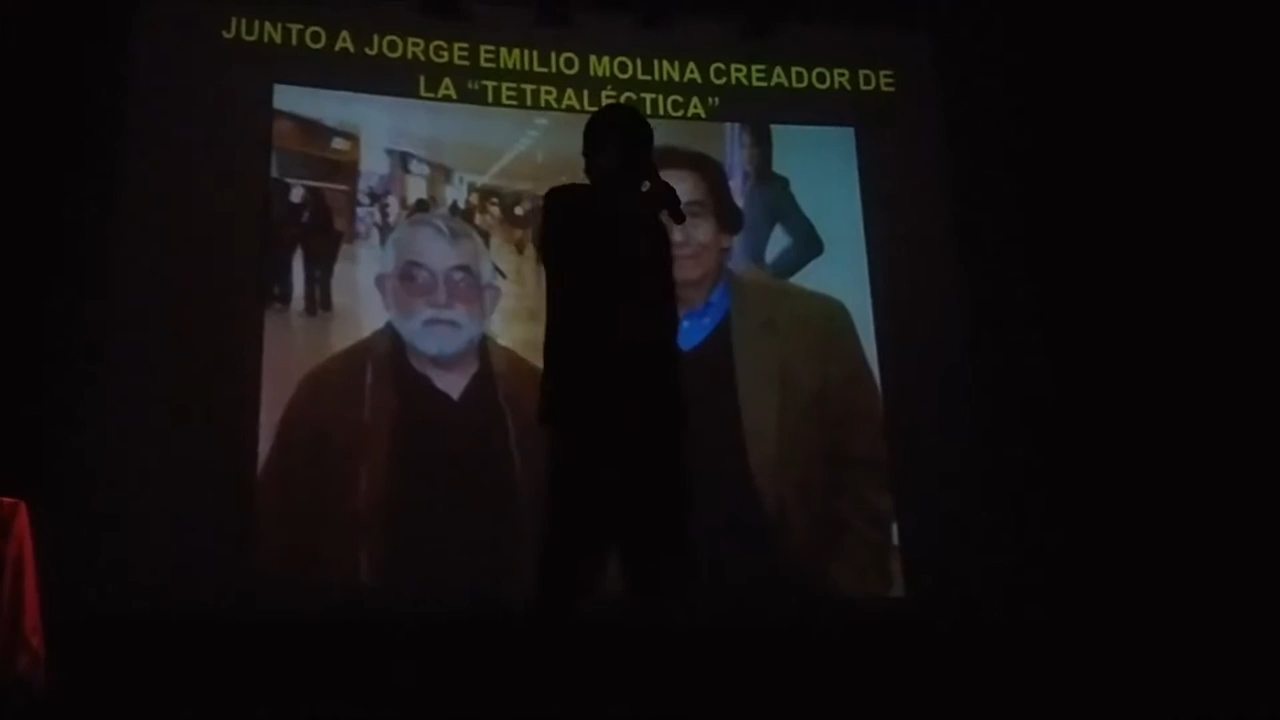 JUNTO A JORGE EMILIO MOLINA CREADOR DE
LA “TETRALÉCTICA”